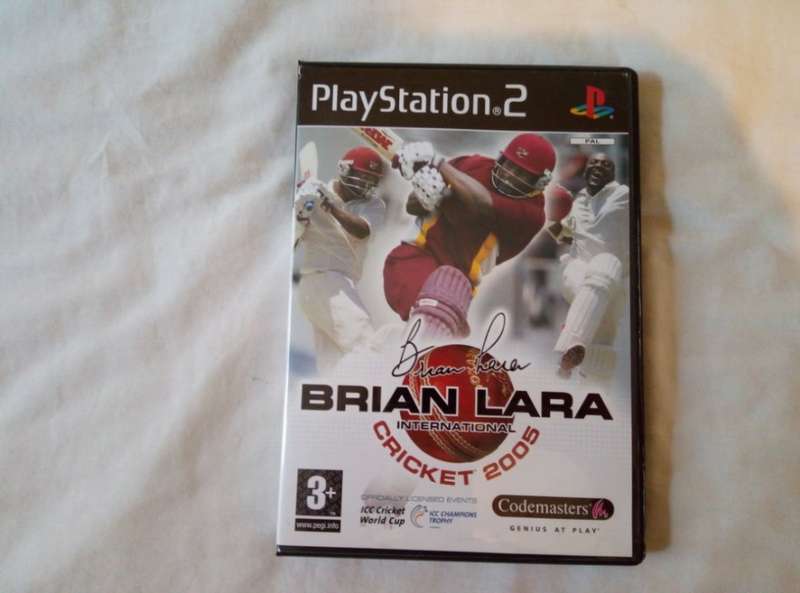 PlayStation®2
PAL
Brian Lara
BRIAN LARA
INTERNATIONAL
CRICKET 2005
3+
www.pegi.info
OFFICIALLY LICENSED EVENTS
ICC Cricket
World Cup
ICC CHAMPIONS
TROPHY
Codemasters
GENIUS AT PLAY